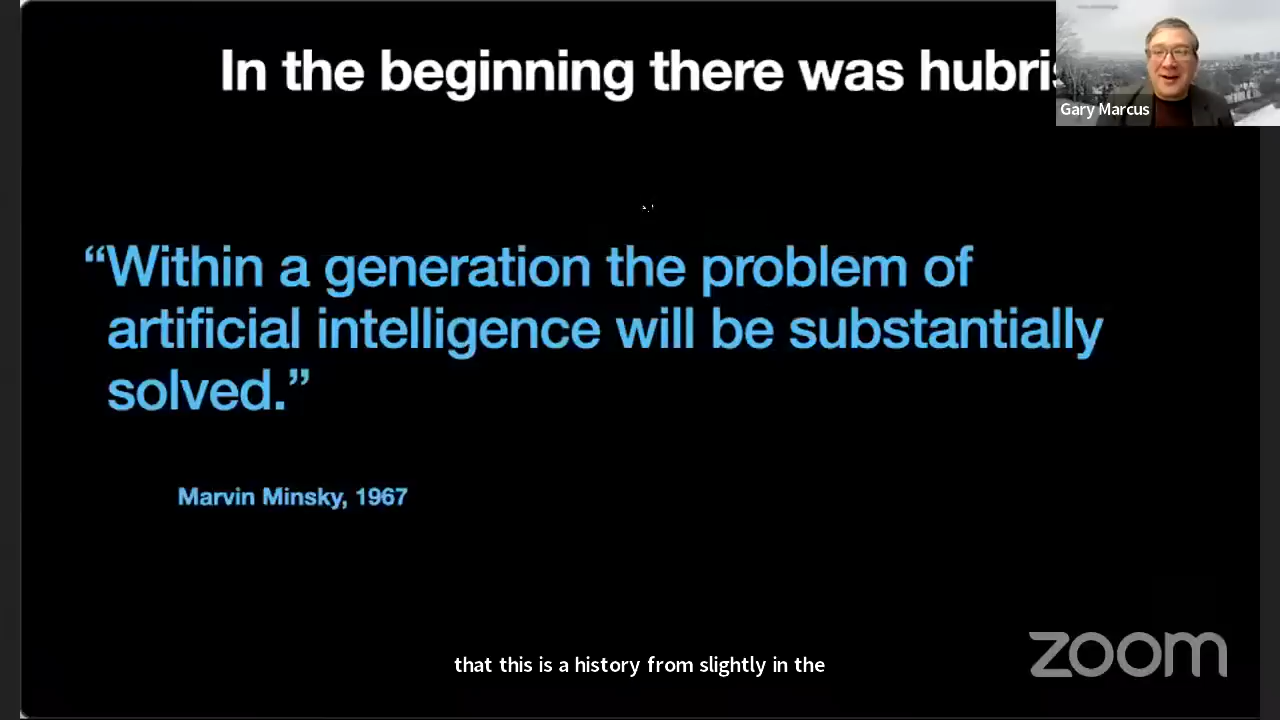 In the beginning there was hubris
Gary Marcus
“Within a generation the problem of
artificial intelligence will be substantially
solved.”
Marvin Minsky, 1967
that this is a history from slightly in the
zoom